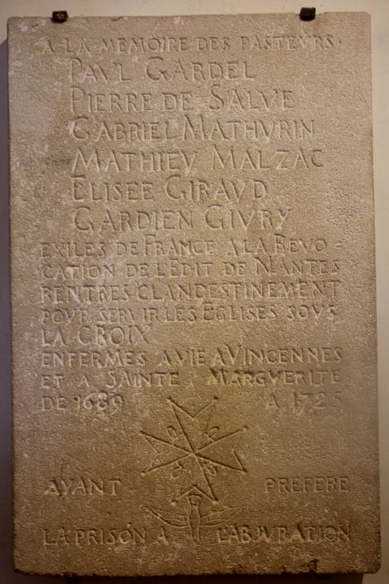 A LA MEMOIRE DES PASTEVRS:
PAVL GARDEL
PIERRE DE SALVE
GABRIEL MATHVRIN
MATHIEV MALZAC
ELISEE GIRAVD
GARDIEN GIVRY
EXILES DE FRANCE A LA REVO=
CATION DE L'EDIT DE NANTES
RENTRES CLANDESTINEMENT
POVR SERVIR LES EGLISES SOVS
LA CROIX
ENFERMES A VIE A VINCENNES
ET A SAINTE MARGVERITE
DE 1689 A 1725
AYANT PREFERE
LA PRISON A L'ABJVRATION